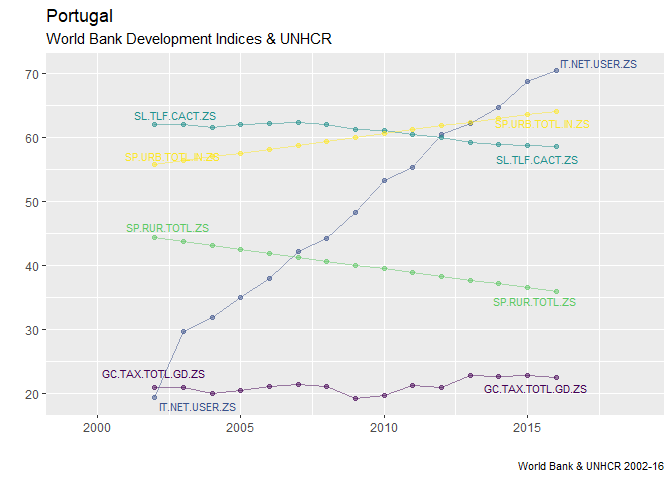 Portugal
World Bank Development Indices & UNHCR
70
60
50
40
30
20
IT.NET.USER.ZS
SL.TLF.CACT.ZS
SP.URB.TOTL.IN.ZS
SP.URB.TOTL.IN.ZS
SL.TLF.CACT.ZS
SP.RUR.TOTL.ZS
SP.RUR.TOTL.ZS
GC.TAX.TOTL.GD.ZS
GC.TAX.TOTL.GD.ZS
IT.NET.USER.ZS
2000 2005 2010 2015
World Bank & UNHCR 2002-16